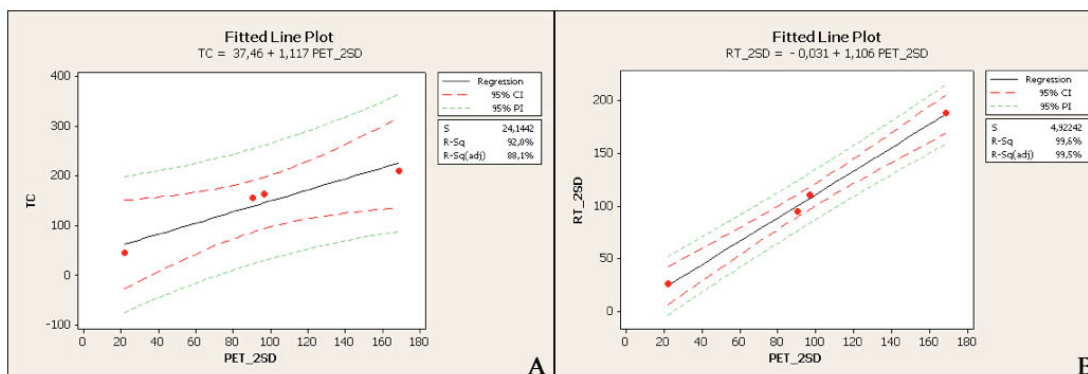 Fitted Line Plot
TC = 37,46 + 1,117 PET_2SD
400
300
200
100
0
-100
TC
0 20 40 60 80 100 120 140 160 180
PET_2SD
Regression
95% CI
95% PI
S 24,1442
R-Sq 92,0%
R-Sq(adj) 88,1%
A
Fitted Line Plot
RT_2SD = - 0,031 + 1,106 PET_2SD
200
150
100
50
0
RT_2SD
0 20 40 60 80 100 120 140 160 180
PET_2SD
Regression
95% CI
95% PI
S 4,92242
R-Sq 99,6%
R-Sq(adj) 99,5%
B